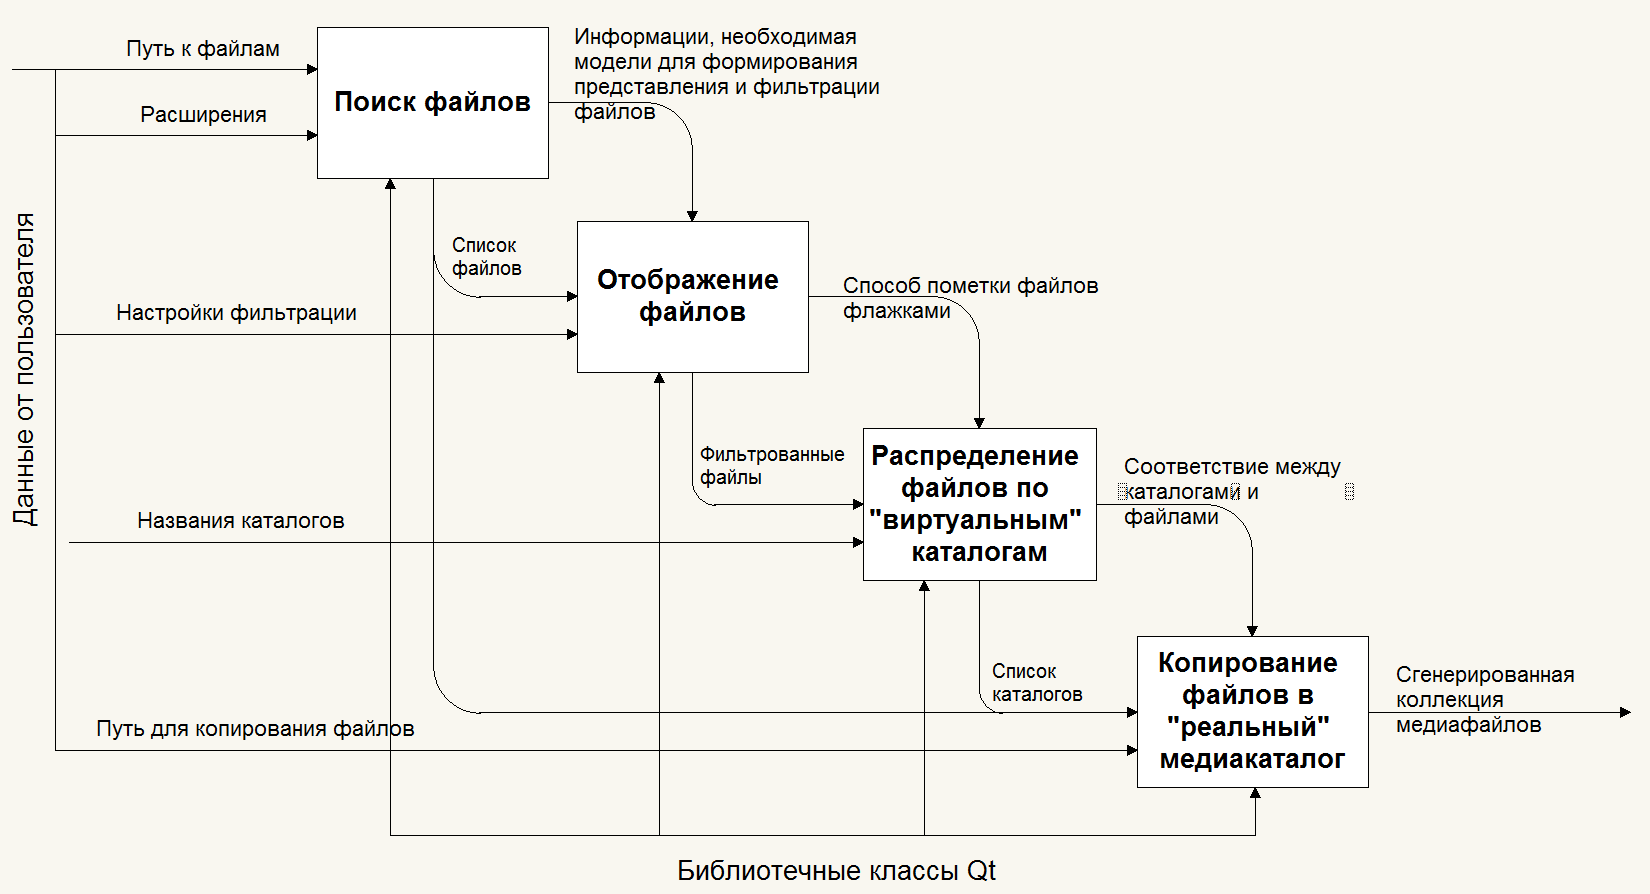 Путь к файлам
Расширения
Поиск файлов
Информации, необходимая
модели для формирования
представления и фильтрации
файлов
Данные от пользователя
Список
файлов
Настройки фильтрации
Отображение
файлов
Способ пометки файлов
флажками
Фильтрованные
файлы
Названия каталогов
Распределение
файлов по
"виртуальным"
каталогам
Соответствие между
каталогами и
файлами
Список
каталогов
Путь для копирования файлов
Копирование
файлов в
"реальный"
медиакаталог
Сгенерированная
коллекция
медиафайлов
Библиотечные классы Qt